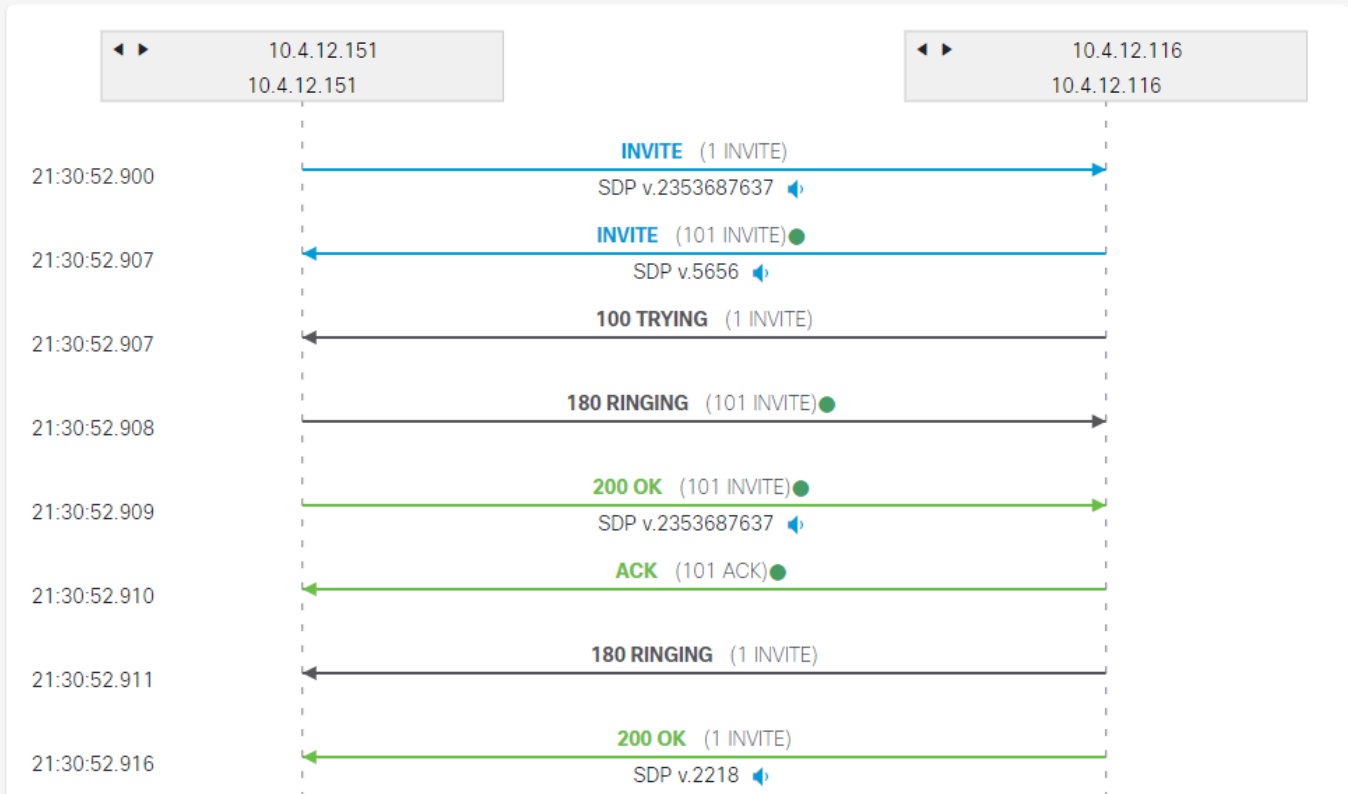 10.4.12.151
10.4.12.151
10.4.12.116
10.4.12.116
INVITE (1 INVITE)
21:30:52.900
SDP v.2353687637
INVITE (101 INVITE)
21:30:52.907
SDP v.5656
100 TRYING (1 INVITE)
21:30:52.907
180 RINGING (101 INVITE)
21:30:52.908
200 OK (101 INVITE)
21:30:52.909
SDP v.2353687637
ACK (101 ACK)
21:30:52.910
180 RINGING (1 INVITE)
21:30:52.911
200 OK (1 INVITE)
21:30:52.916
SDP v.2218